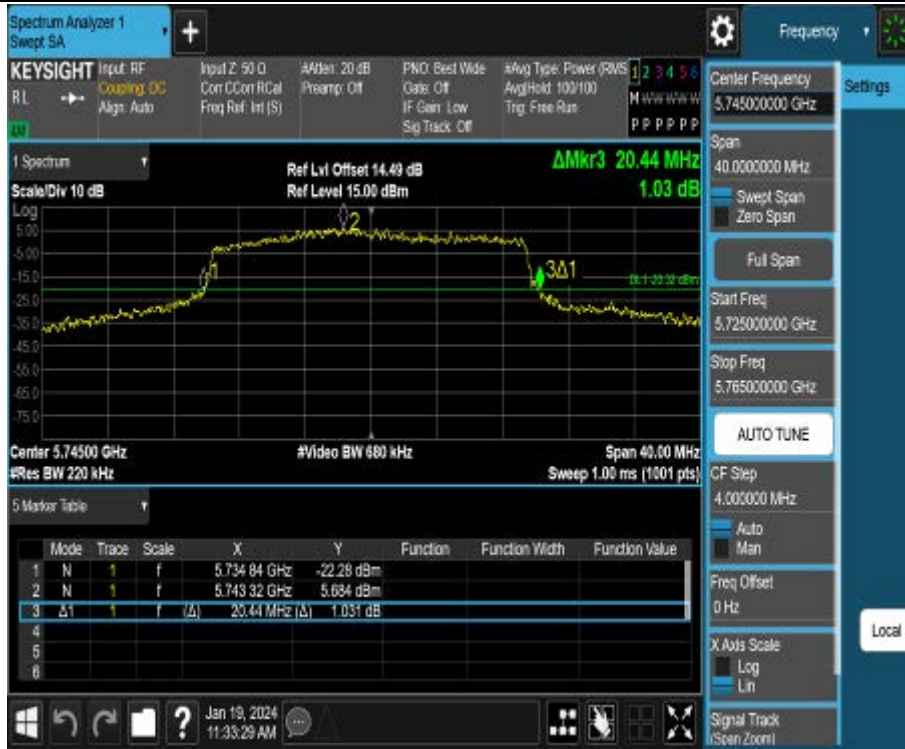 Spectrum Analyzer 1
Swept SA
+
Frequency
KEYSIGHT
RL
Input: RF
Coupling: DC
Align: Auto
Input Z: 50 Ω
Corr CCorr RCal
Freq Ref: Int (S)
#Atten: 20 dB
Preamp: Off
PNO: Best Wide
Gate: Off
IF Gain: Low
Sig Track: Off
#Avg Type: Power (RMS
Avg|Hold: 100/100
Trig: Free Run
1 2 3 4 5 6
M W W W W W
P P P P P P
Center Frequency
5.745000000 GHz
Settings
1 Spectrum
Scale/Div 10 dB
Log
Ref Lvl Offset 14.49 dB
Ref Level 15.00 dBm
ΔMkr3 20.44 MHz
1.03 dB
5.00
-5.00
-15.0
-25.0
-35.0
-45.0
-55.0
-65.0
-75.0
1
2
3Δ1
DL1 -20.32 dBm
Center 5.74500 GHz
#Res BW 220 kHz
#Video BW 680 kHz
Span 40.00 MHz
Sweep 1.00 ms (1001 pts)
Span
40.0000000 MHz
Swept Span
Zero Span
Full Span
Start Freq
5.725000000 GHz
Stop Freq
5.765000000 GHz
AUTO TUNE
CF Step
4.000000 MHz
Auto
Man
Freq Offset
0 Hz
X Axis Scale
Log
Lin
Signal Track
(Span Zoom)
Local
5 Marker Table
Mode Trace Scale X Y Function Function Width Function Value
1 N 1 f 5.734 84 GHz -22.28 dBm
2 N 1 f 5.743 32 GHz 5.684 dBm
3 Δ1 1 f (Δ) 20.44 MHz (Δ) 1.031 dB
4
5
6
?
Jan 19, 2024
11:33:29 AM